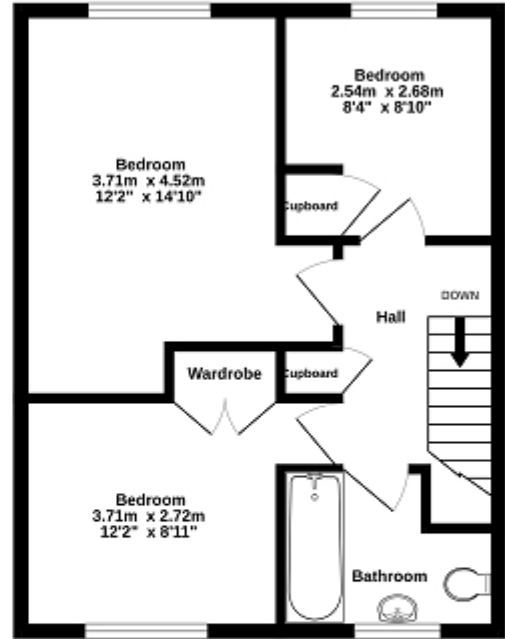 Bedroom
2.54m x 2.68m
8'4" x 8'10"
Bedroom
3.71m x 4.52m
12'2" x 14'10"
Cupboard
DOWN
Hall
Wardrobe
Cupboard
Bedroom
3.71m x 2.72m
12'2" x 8'11"
Bathroom